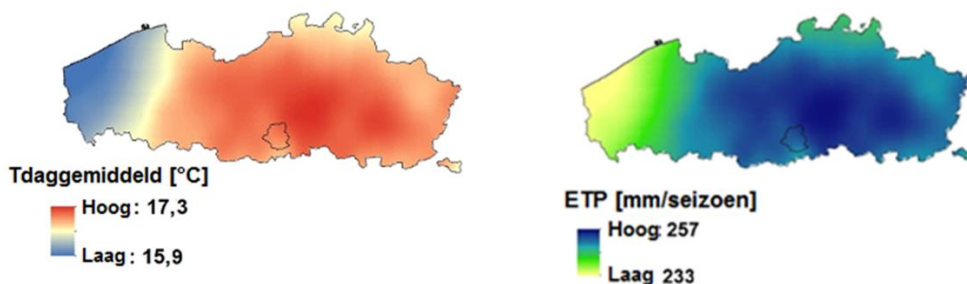 Tdaggemiddeld [°C]
Hoog : 17,3
Laag : 15,9
ETP [mm/seizoen]
Hoog: 257
Laag 233